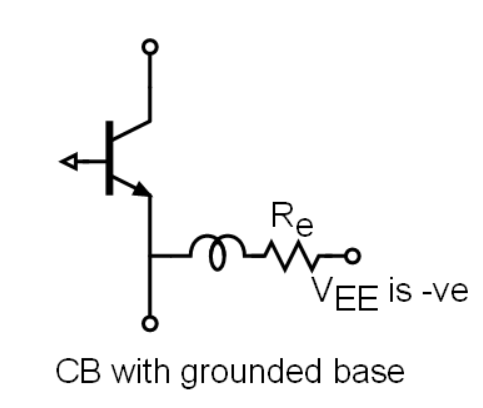 Re
VEE is -ve
CB with grounded base